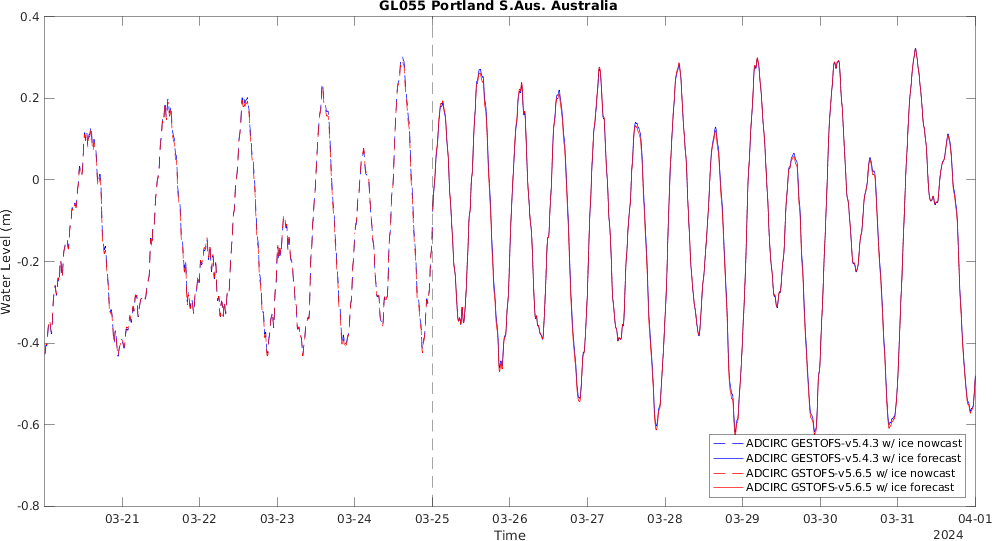 GL055 Portland S.Aus. Australia
0.4
0.2
0
-0.2
-0.4
-0.6
-0.8
Water Level (m)
ADCIRC GESTOFS-v5.4.3 w/ ice nowcast
ADCIRC GESTOFS-v5.4.3 w/ ice forecast
ADCIRC GSTOFS-v5.6.5 w/ ice nowcast
ADCIRC GSTOFS-v5.6.5 w/ ice forecast
03-21 03-22 03-23 03-24 03-25 03-26 03-27 03-28 03-29 03-30 03-31 04-01
Time
2024